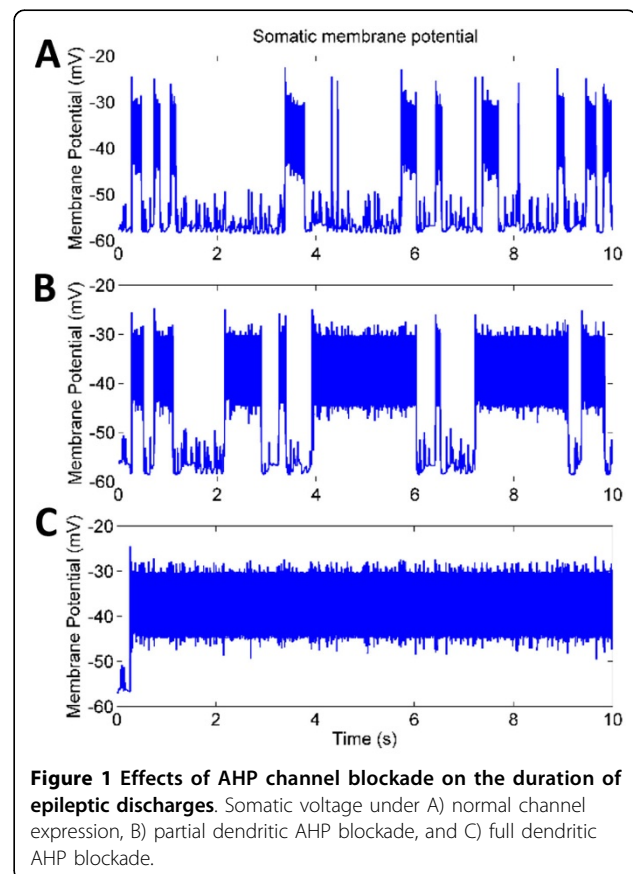 A
Somatic membrane potential
Membrane Potential (mV)
-20
-30
-40
-50
-60
0
2
4
6
8
10
B
Membrane Potential (mV)
-20
-30
-40
-50
-60
0
2
4
6
8
10
C
Membrane Potential (mV)
-20
-30
-40
-50
-60
0
2
4
6
8
10
Time (s)
Figure 1 Effects of AHP channel blockade on the duration of
epileptic discharges. Somatic voltage under A) normal channel
expression, B) partial dendritic AHP blockade, and C) full dendritic
AHP blockade.